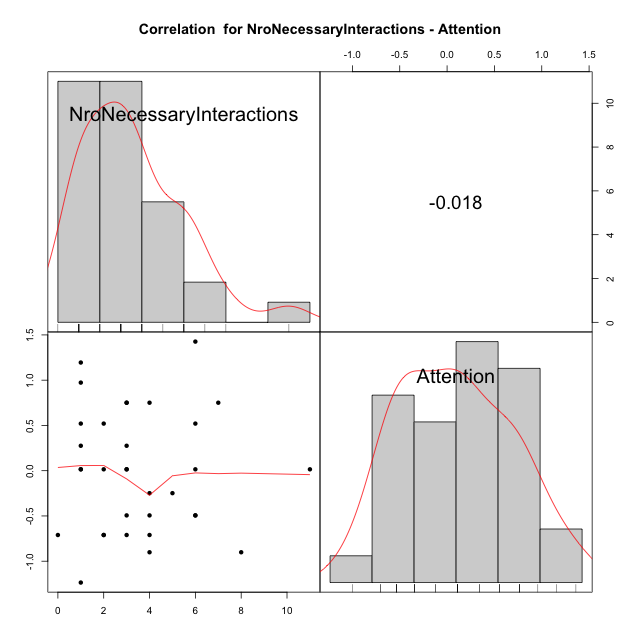 Correlation  for NroNecessaryInteractions - Attention
-1.0 -0.5 0.0 0.5 1.0 1.5
NroNecessaryInteractions
10
8
6
4
2
0
-0.018
1.5
1.0
0.5
0.0
-0.5
-1.0
Attention
0 2 4 6 8 10